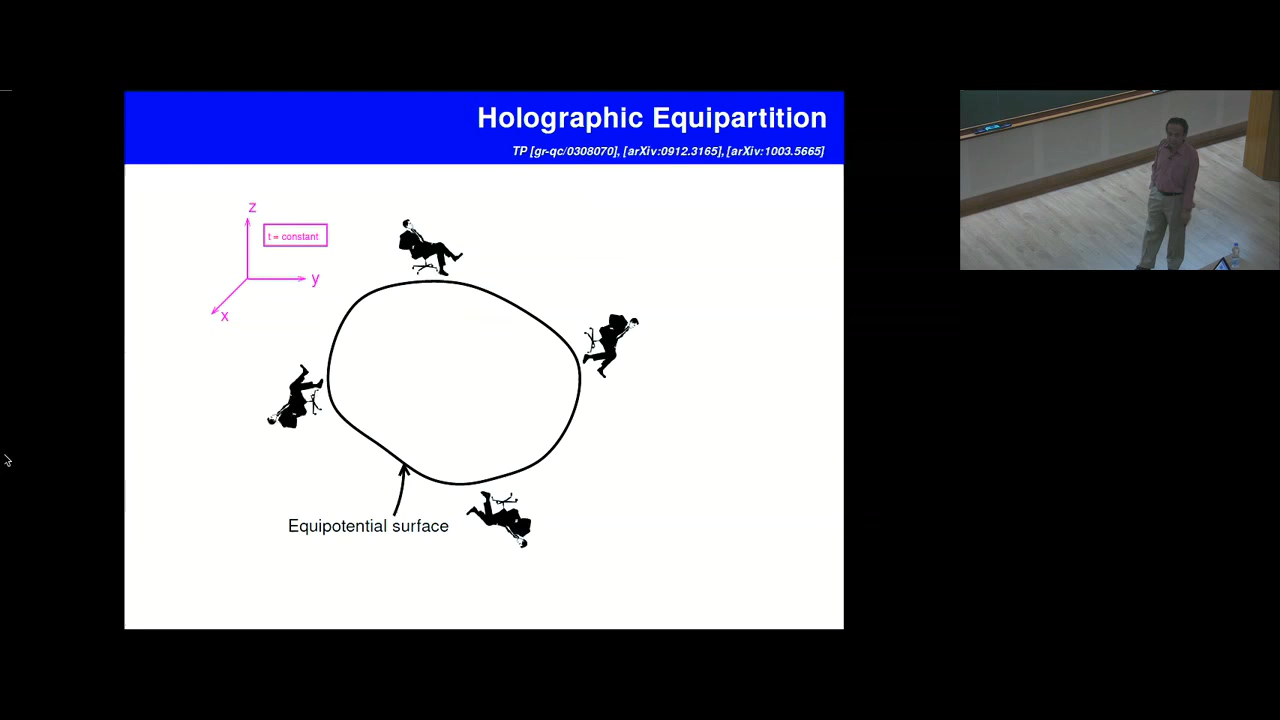 Holographic Equipartition
TP [gr-qc/0308070], [arXiv:0912.3165], [arXiv:1003.5665]
z
t = constant
y
x
Equipotential surface